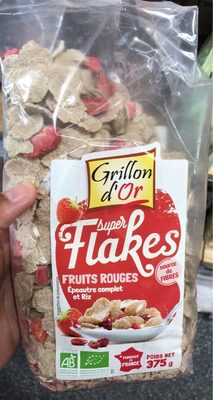 Grillon
d'Or
super
Flakes
FRUITS ROUGES
Épeautre complet
et Riz
source de
FIBRES
AB
FABRIQUÉ
EN FRANCE
POIDS NET
375g